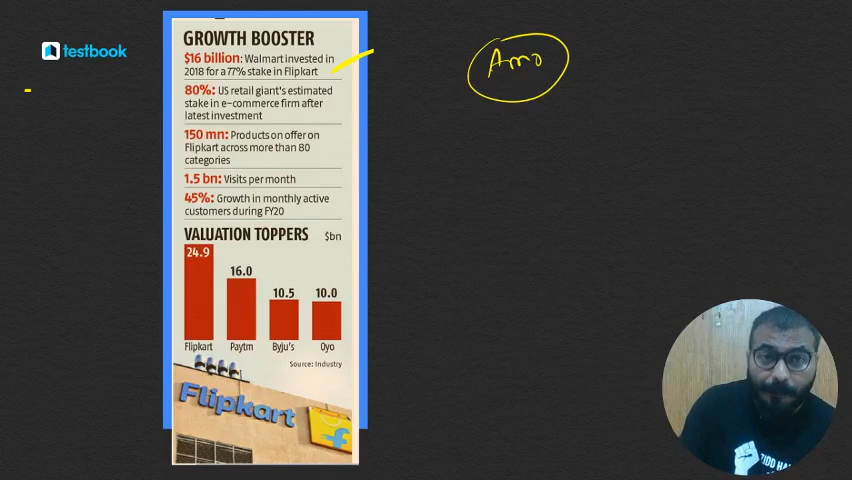 testbook
GROWTH BOOSTER
$16 billion: Walmart invested in
2018 for a 77% stake in Flipkart
80%: US retail giant's estimated
stake in e-commerce firm after
latest investment
150 mn: Products on offer on
Flipkart across more than 80
categories
1.5 bn: Visits per month
45%: Growth in monthly active
customers during FY20
VALUATION TOPPERS $bn
24.9
16.0
10.5 10.0
Flipkart Paytm Byju's Oyo
Source: Industry
Flipkart
f
Amo
ZIDD